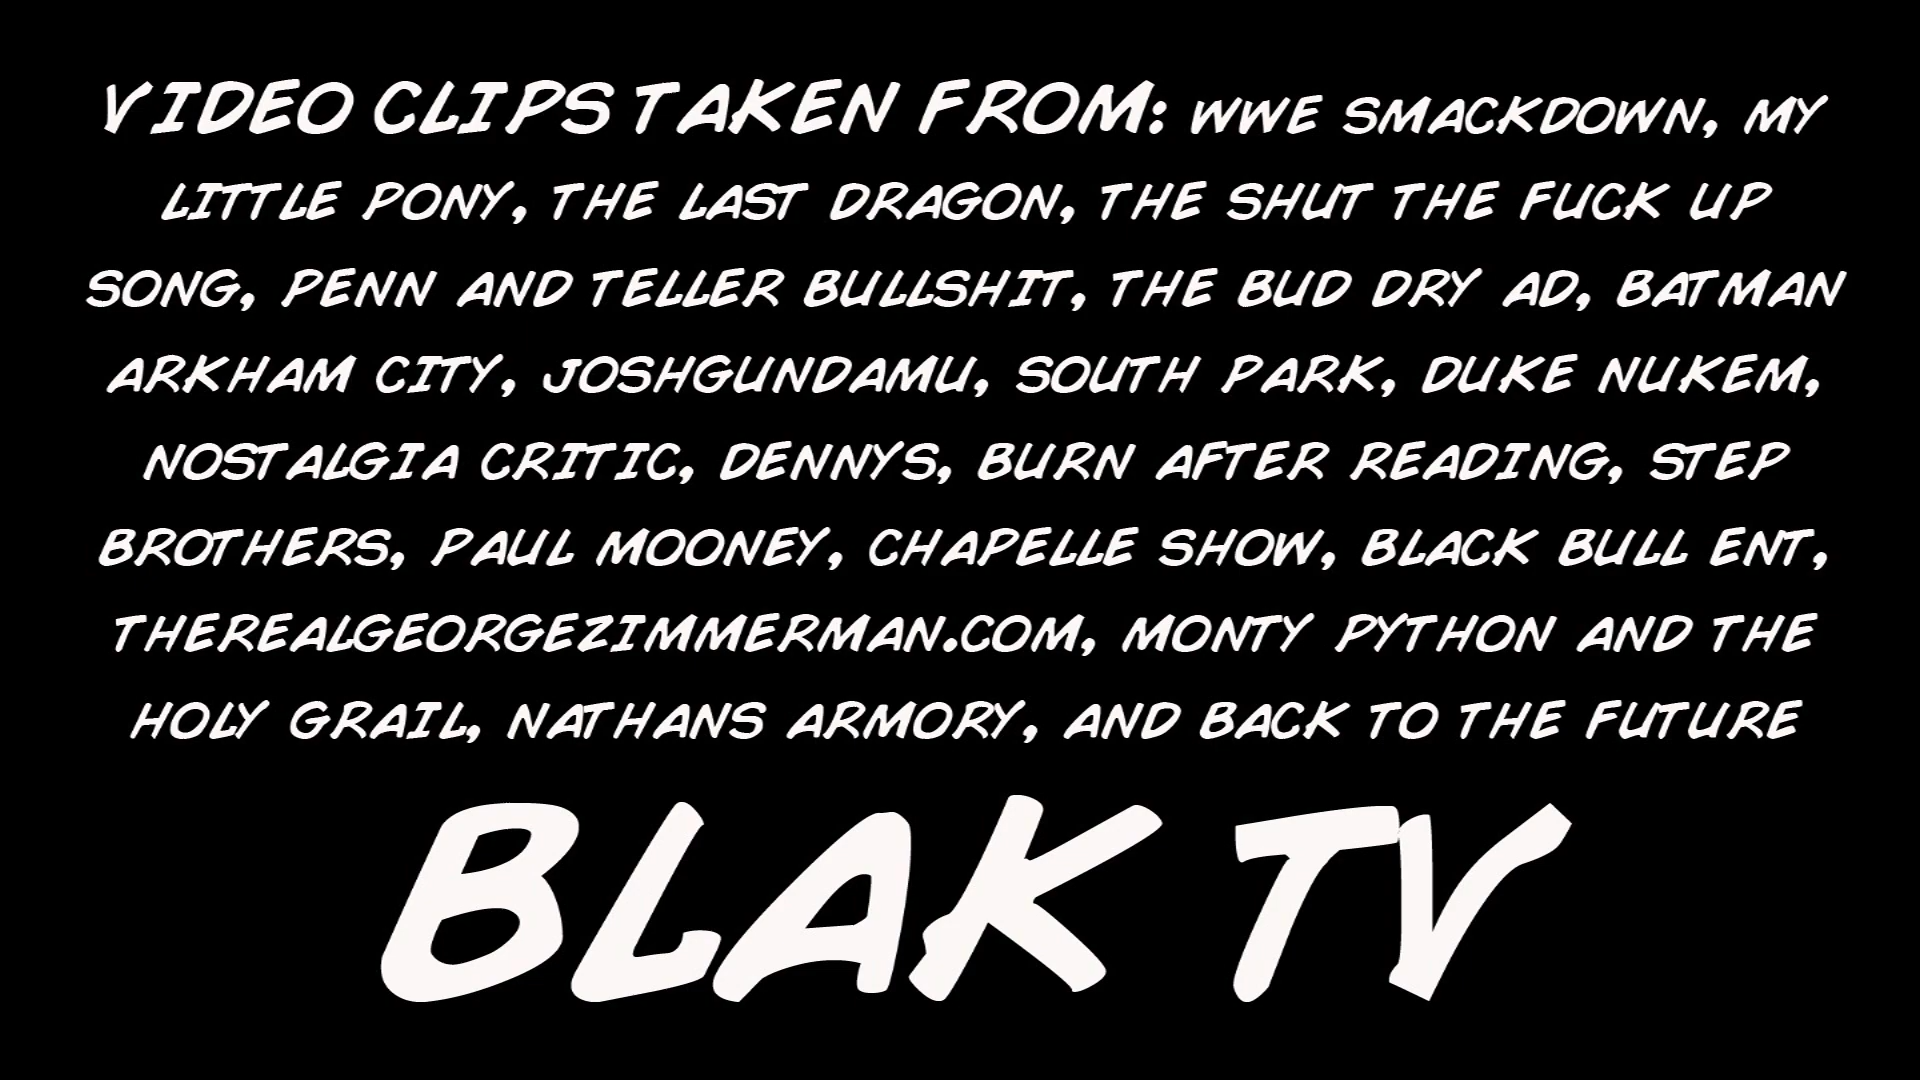 VIDEO CLIPS TAKEN FROM: WWE SMACKDOWN, MY
LITTLE PONY, THE LAST DRAGON, THE SHUT THE FUCK UP
SONG, PENN AND TELLER BULLSHIT, THE BUD DRY AD, BATMAN
ARKHAM CITY, JOSHGUNDAMU, SOUTH PARK, DUKE NUKEM,
NOSTALGIA CRITIC, DENNYS, BURN AFTER READING, STEP
BROTHERS, PAUL MOONEY, CHAPELLE SHOW, BLACK BULL ENT,
THEREALGEORGEZIMMERMAN.COM, MONTY PYTHON AND THE
HOLY GRAIL, NATHANS ARMORY, AND BACK TO THE FUTURE
BLAK TV